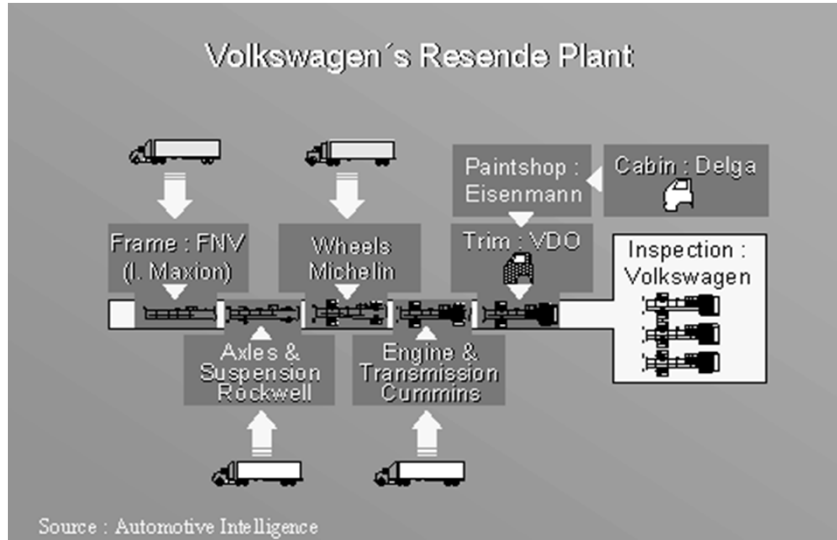 Volkswagen´s Resende Plant
Paintshop :
Eisenmann
Cabin : Delga
Frame : FNV
(I. Maxion)
Wheels
Michelin
Trim : VDO
Inspection :
Volkswagen
Axles &
Suspension
Rockwell
Engine &
Transmission
Cummins
Source : Automotive Intelligence